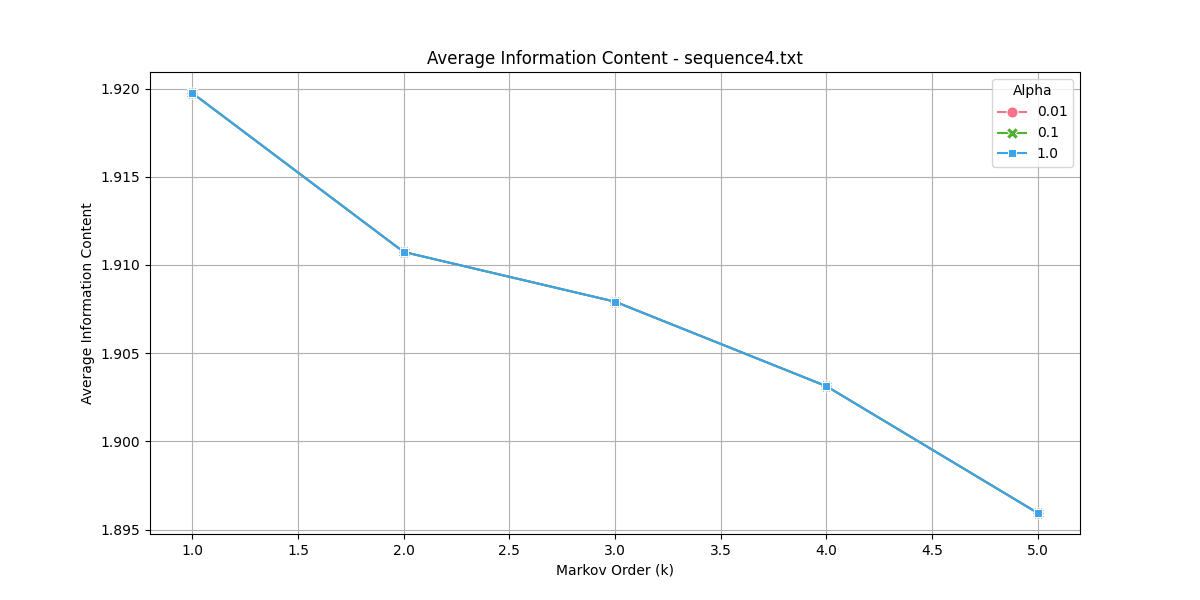 Average Information Content - sequence4.txt
Alpha
0.01
0.1
1.0
1.920
1.915
1.910
1.905
1.900
1.895
Average Information Content
1.0 1.5 2.0 2.5 3.0 3.5 4.0 4.5 5.0
Markov Order (k)